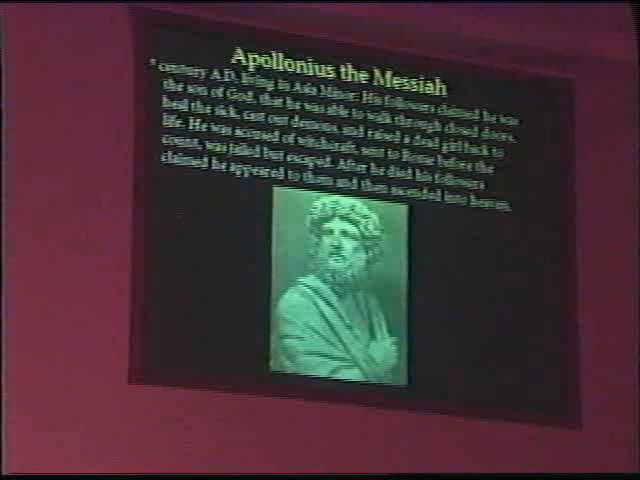 Apollonius the Messiah
* century A.D. living in Asia Minor. His followers claimed he was
the son of God, that he was able to walk through closed doors,
heal the sick, cast out demons, and raised a dead girl back to
life. He was accused of witchcraft, sent to Rome before the
court, was jailed but escaped. After he died his followers
claimed he appeared to them and then ascended into heaven.